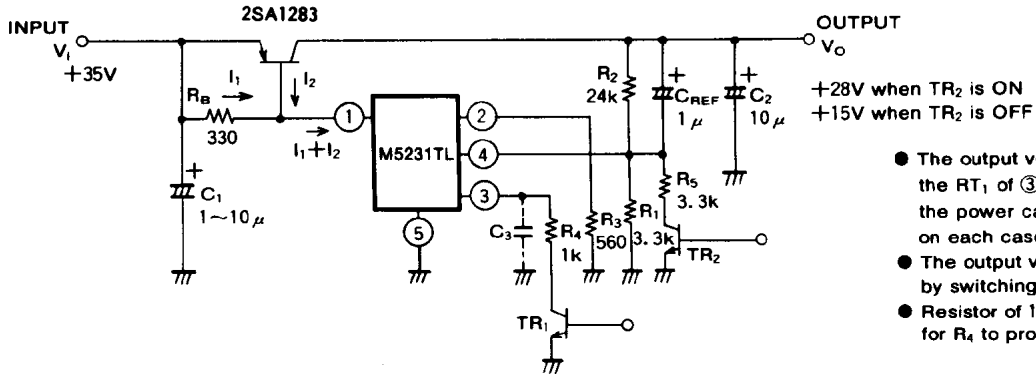 2SA1283
INPUT
Vi
+35V
I1
I2
RB
330
I1+I2
①
M5231TL
②
④
③
⑤
C1
1~10μ
C3
R4
1k
R3
560
R1
3.3k
R2
24k
CREF
1μ
C2
10μ
R5
3.3k
TR2
TR1
OUTPUT
Vo
+28V when TR2 is ON
+15V when TR2 is OFF
● The output v
the RT1 of ③
the power ca
on each case
● The output v
by switching
● Resistor of 1
for R4 to pro